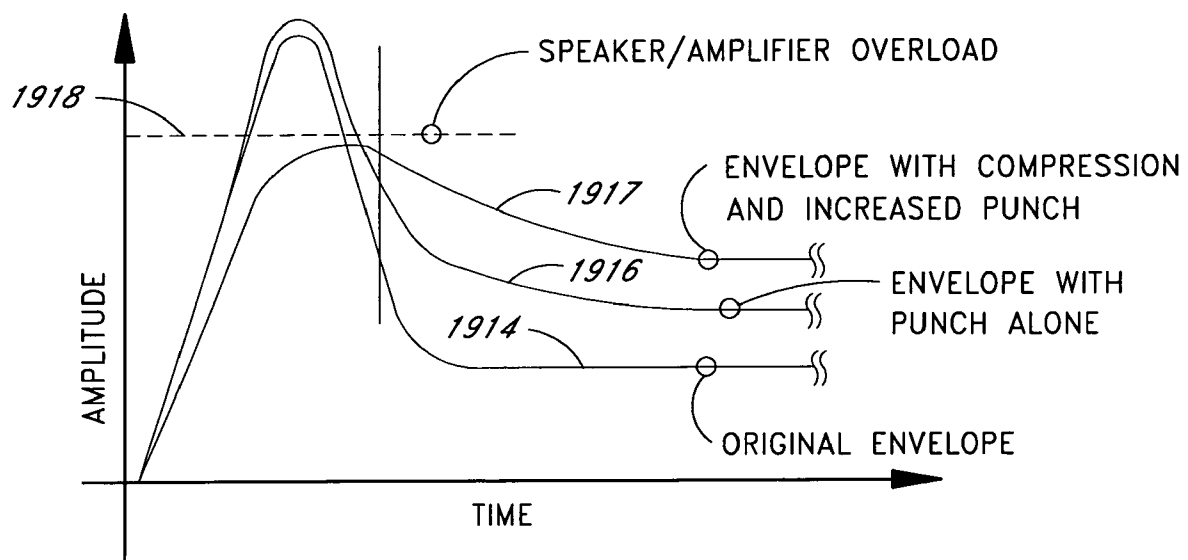 SPEAKER/AMPLIFIER OVERLOAD
1918
ENVELOPE WITH COMPRESSION
AND INCREASED PUNCH
1917
1916
ENVELOPE WITH
PUNCH ALONE
1914
AMPLITUDE
ORIGINAL ENVELOPE
TIME